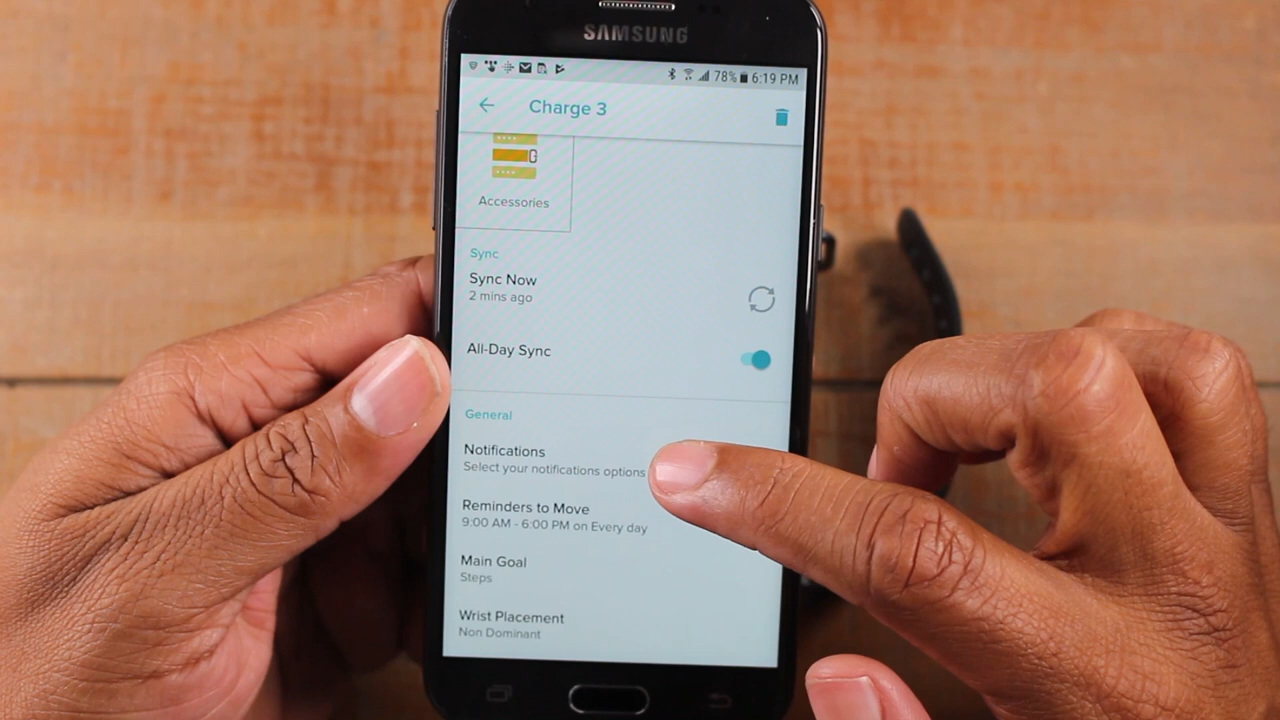 SAMSUNG
78% 6:19 PM
Charge 3
Accessories
Sync
Sync Now
2 mins ago
All-Day Sync
General
Notifications
Select your notifications options
Reminders to Move
9:00 AM - 6:00 PM on Every day
Main Goal
Steps
Wrist Placement
Non Dominant